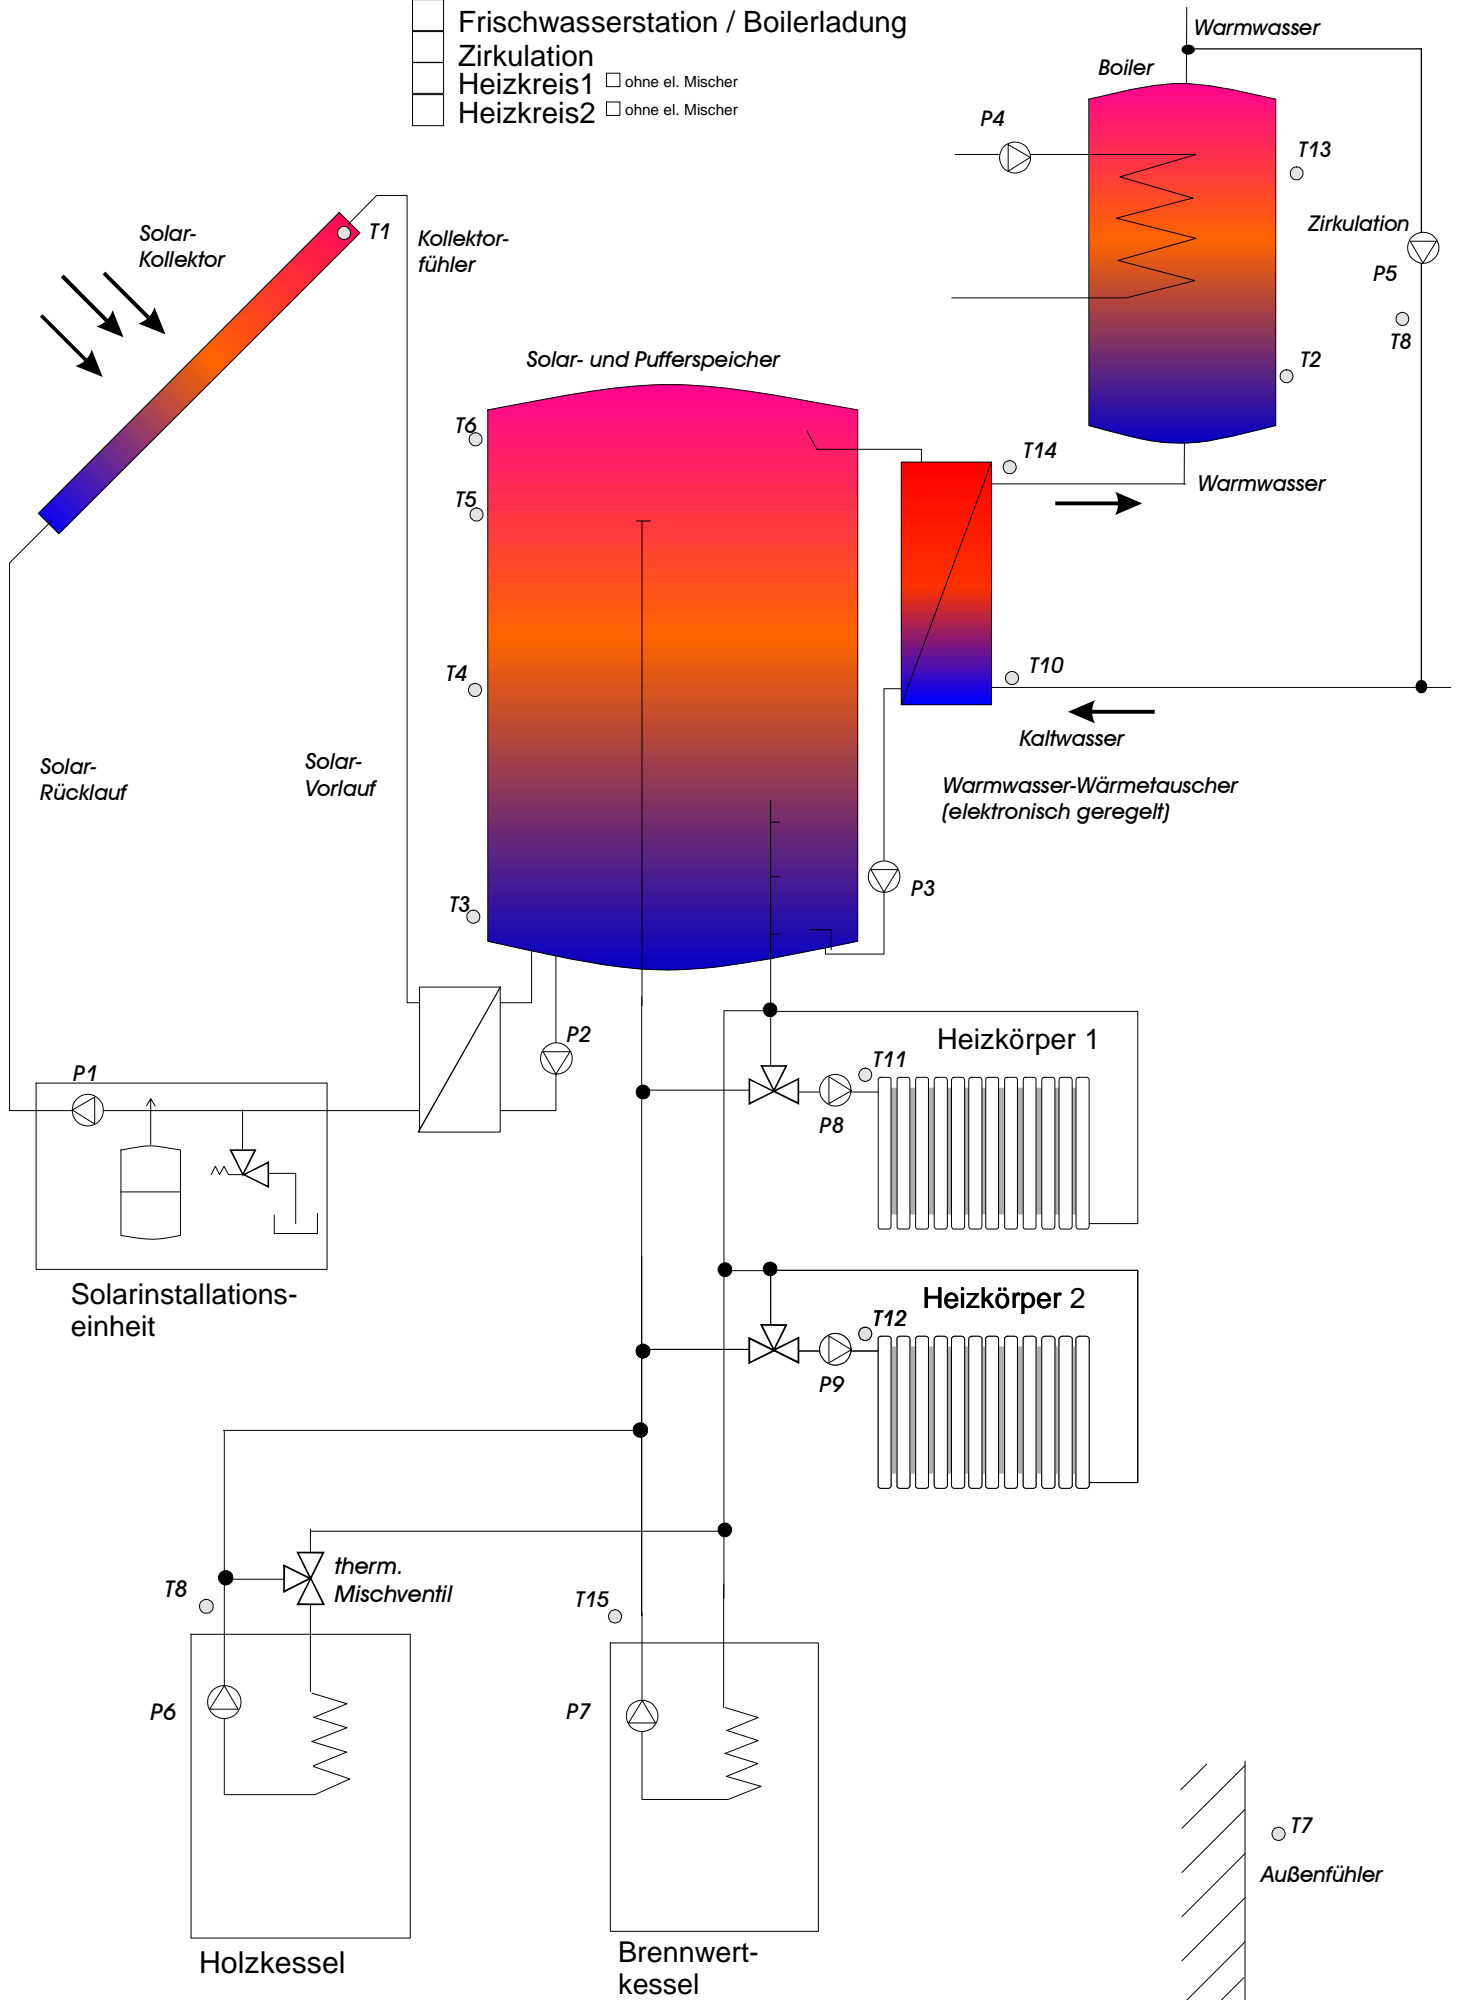 Frischwasserstation / Boilerladung
Zirkulation
Heizkreis1 ohne el. Mischer
Heizkreis2 ohne el. Mischer
Warmwasser
Boiler
P4
T13
Zirkulation
P5
T8
T2
Solar-
Kollektor
T1
Kollektor-
fühler
Solar- und Pufferspeicher
T6
T5
T4
T3
T14
Warmwasser
T10
Kaltwasser
Warmwasser-Wärmetauscher
(elektronisch geregelt)
Solar-
Rücklauf
Solar-
Vorlauf
P3
P2
P1
Heizkörper 1
T11
P8
Solarinstallations-
einheit
Heizkörper 2
T12
P9
therm.
Mischventil
T8
T15
P6
P7
T7
Außenfühler
Holzkessel
Brennwert-
kessel